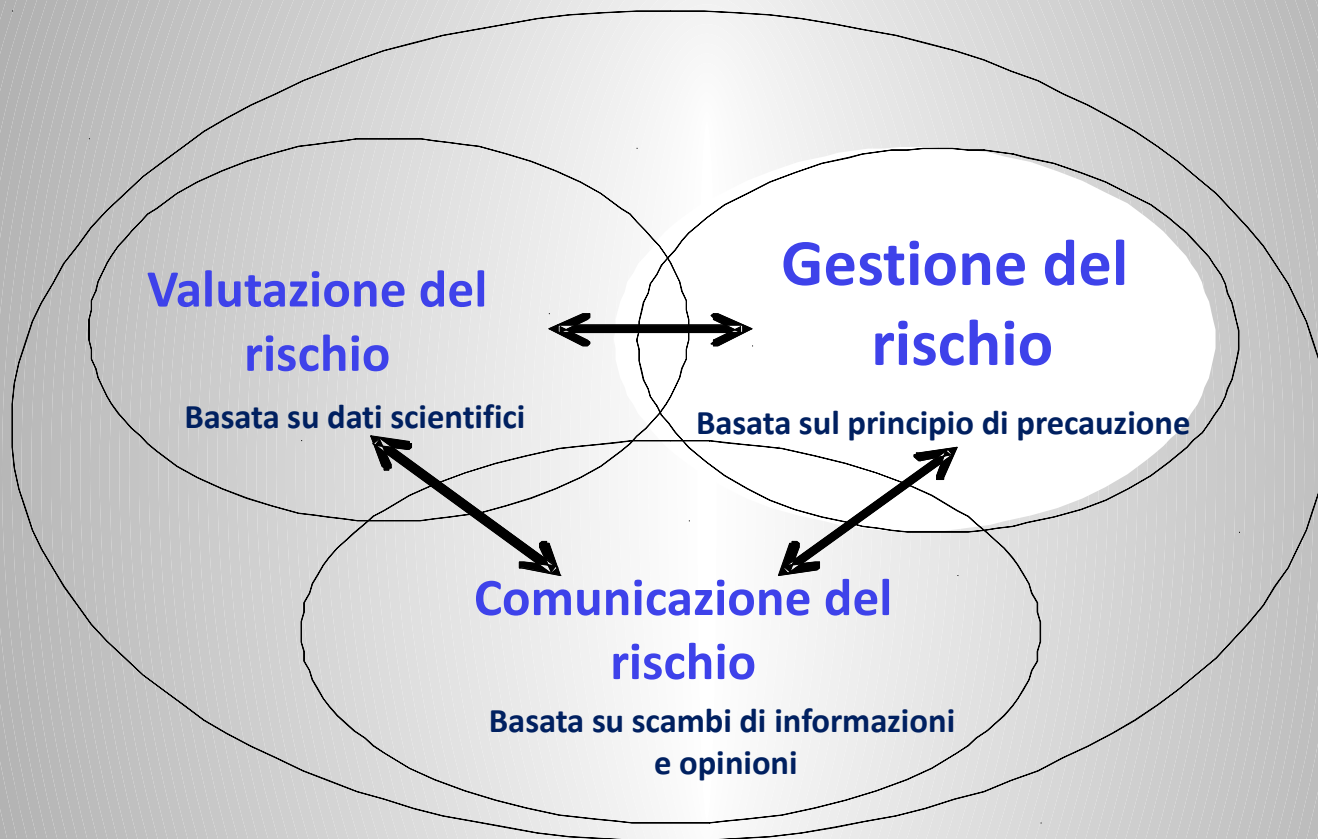 Valutazione del
rischio
Basata su dati scientifici
Gestione del
rischio
Basata sul principio di precauzione
Comunicazione del
rischio
Basata su scambi di informazioni
e opinioni